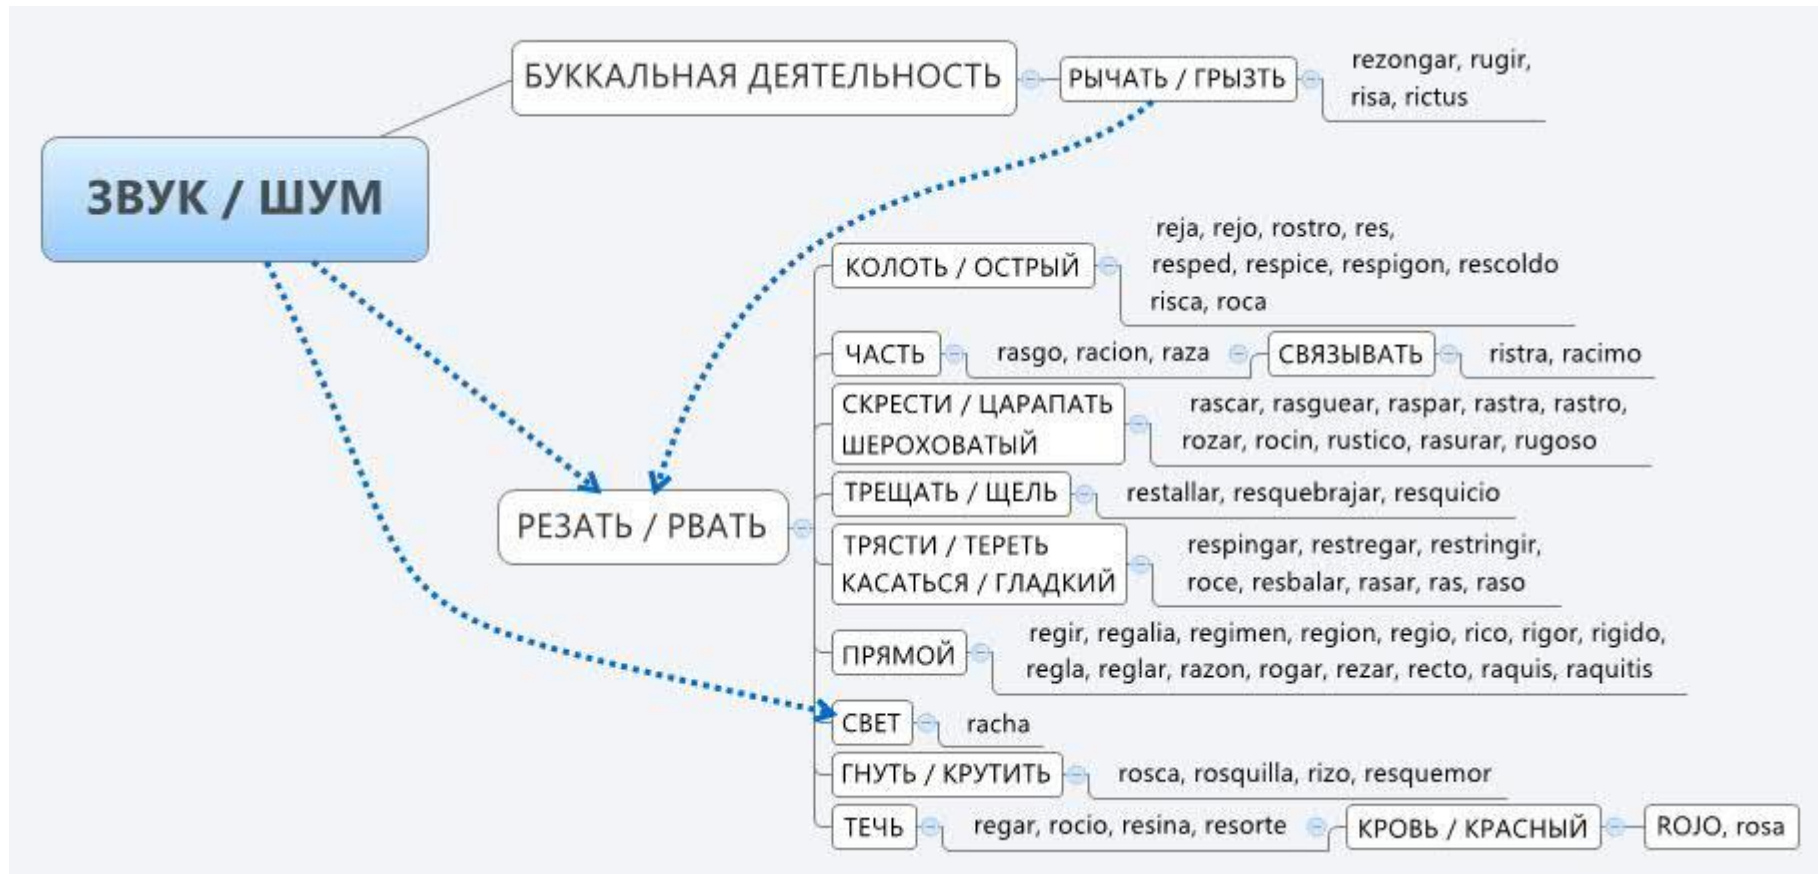 БУККАЛЬНАЯ ДЕЯТЕЛЬНОСТЬ
РЫЧАТЬ / ГРЫЗТЬ
rezongar, rugir,
risa, rictus
ЗВУК / ШУМ
РЕЗАТЬ / РВАТЬ
КОЛОТЬ / ОСТРЫЙ
reja, rejo, rostro, res,
resped, respice, respigon, rescoldo
risca, roca
ЧАСТЬ
rasgo, racion, raza
СВЯЗЫВАТЬ
ristra, racimo
СКРЕСТИ / ЦАРАПАТЬ
ШЕРОХОВАТЫЙ
rascar, rasguear, raspar, rastra, rastro,
rozar, rocin, rustico, rasurar, rugoso
ТРЕЩАТЬ / ЩЕЛЬ
restallar, resquebrajar, resquicio
ТРЯСТИ / ТЕРЕТЬ
КАСАТЬСЯ / ГЛАДКИЙ
respingar, restregar, restringir,
roce, resbalar, rasar, ras, raso
ПРЯМОЙ
regir, regalia, regimen, region, regio, rico, rigor, rigido,
regla, reglar, razon, rogar, rezar, recto, raquis, raquitis
СВЕТ
racha
ГНУТЬ / КРУТИТЬ
rosca, rosquilla, rizo, resquemor
ТЕЧЬ
regar, rocio, resina, resorte
КРОВЬ / КРАСНЫЙ
ROJO, rosa